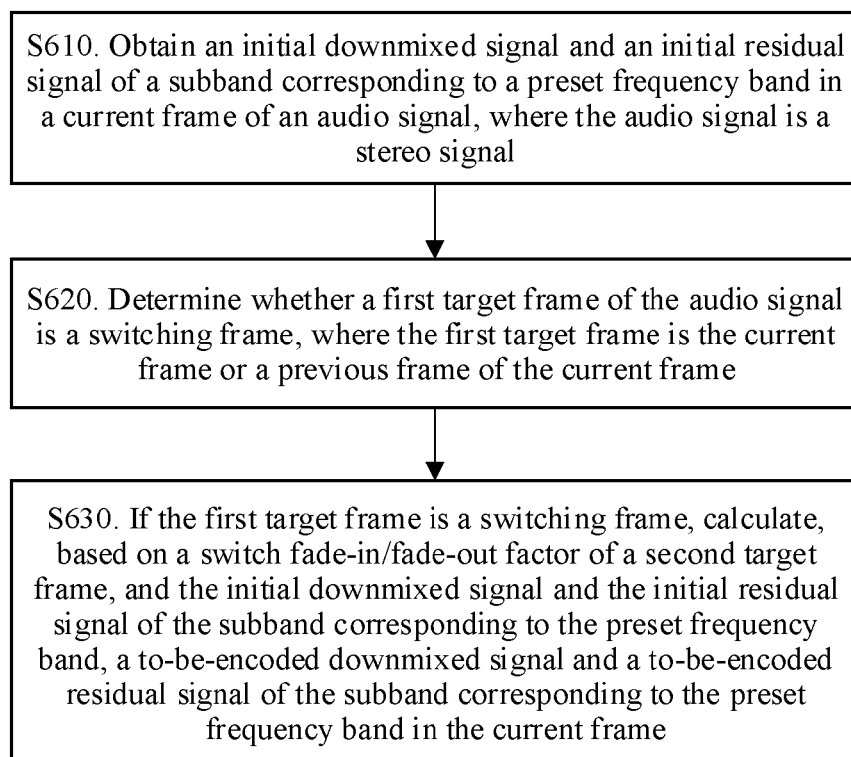 S610. Obtain an initial downmixed signal and an initial residual
signal of a subband corresponding to a preset frequency band in
a current frame of an audio signal, where the audio signal is a
stereo signal
S620. Determine whether a first target frame of the audio signal
is a switching frame, where the first target frame is the current
frame or a previous frame of the current frame
S630. If the first target frame is a switching frame, calculate,
based on a switch fade-in/fade-out factor of a second target
frame, and the initial downmixed signal and the initial residual
signal of the subband corresponding to the preset frequency
band, a to-be-encoded downmixed signal and a to-be-encoded
residual signal of the subband corresponding to the preset
frequency band in the current frame